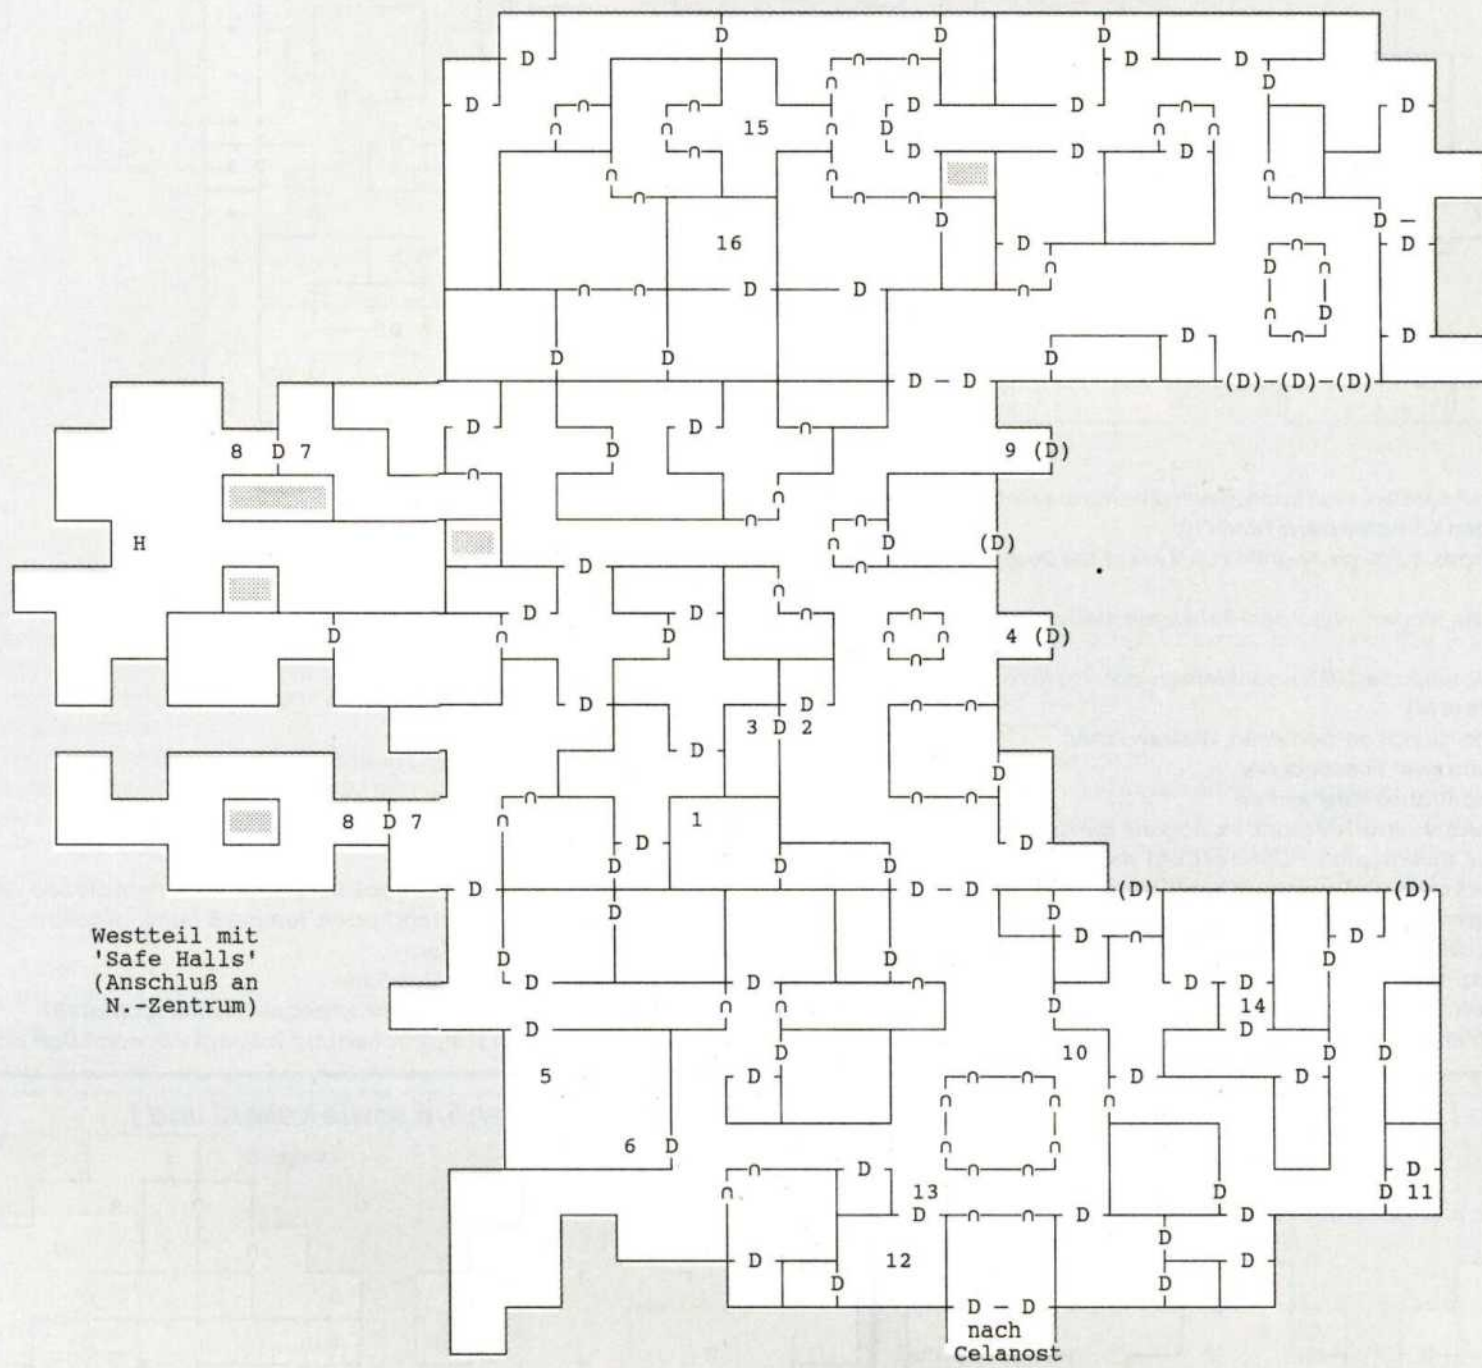 D D D
D D D
D
D D D D
15 D
D D D
D D —
16 D D
D
D D
D
D D
D D D
D — D (D)-(D)-(D)
D D
8 D 7 D 9 (D)
H D (D)
D
D D
D D 4 (D)
D D
3 D 2
D
D
8 D 7 1
D D
D D
D D — D (D) (D)
D D
D D
Westteil mit
'Safe Halls'
(Anschluß an
N.-Zentrum)
D D D
D D D D
D 14
D D
D 10 D D
5 D D D
6 D
D D
13 D D 11
D D D
D
D 12 D
D D
D — D
nach
Celanost